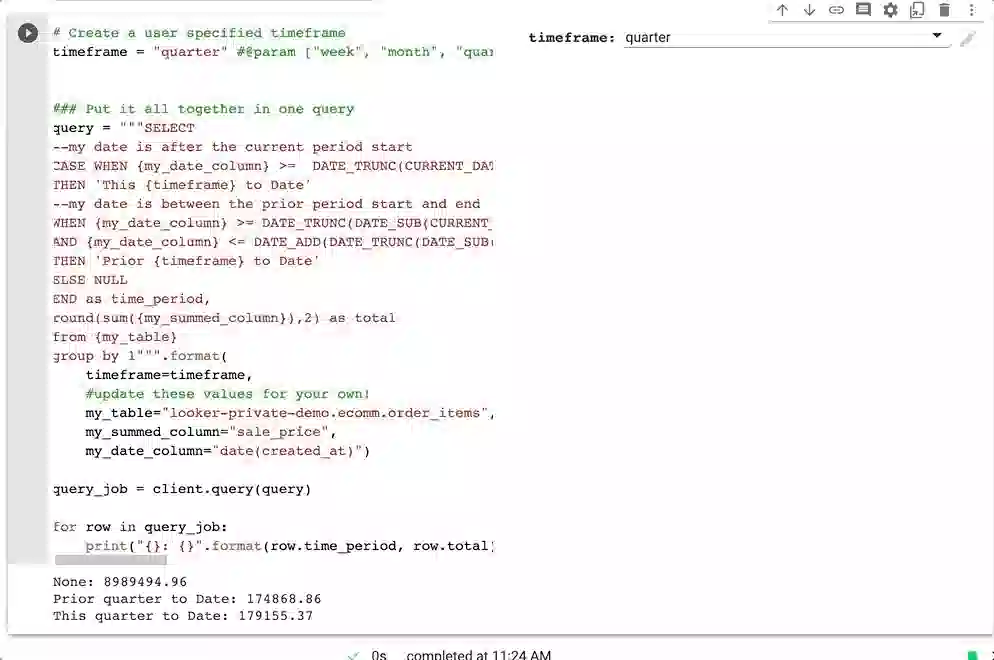 # Create a user specified timeframe
timeframe = "quarter" #@param ["week", "month", "quar
timeframe: quarter
### Put it all together in one query
query = """SELECT
--my date is after the current period start
CASE WHEN {my_date_column} >=  DATE_TRUNC(CURRENT_DAT
THEN 'This {timeframe} to Date'
--my date is between the prior period start and end
WHEN {my_date_column} >= DATE_TRUNC(DATE_SUB(CURRENT_
AND {my_date_column} <= DATE_ADD(DATE_TRUNC(DATE_SUB(
THEN 'Prior {timeframe} to Date'
ELSE NULL
END as time_period,
round(sum({my_summed_column}),2) as total
from {my_table}
group by 1""".format(
    timeframe=timeframe,
    #update these values for your own!
    my_table="looker-private-demo.ecomm.order_items",
    my_summed_column="sale_price",
    my_date_column="date(created_at)")
query_job = client.query(query)
for row in query_job:
    print("{}: {}".format(row.time_period, row.total)
None: 8989494.96
Prior quarter to Date: 174868.86
This quarter to Date: 179155.37
0s completed at 11:24 AM